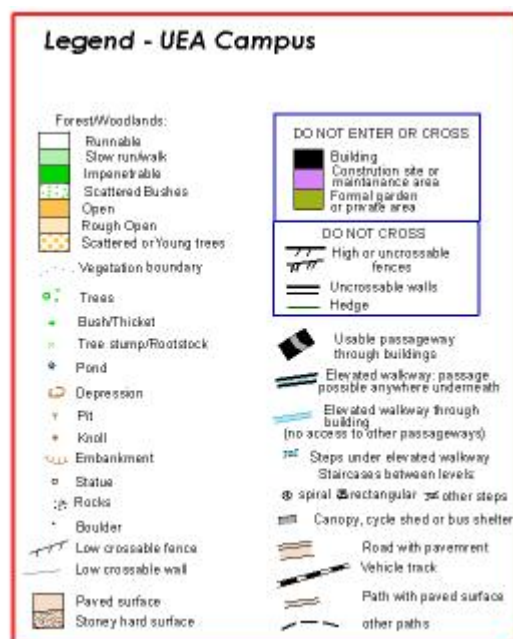 Legend - UEA Campus
Forest/Woodlands:
Runnable
Slow run/walk
Impenetrable
Scattered Bushes
Open
Rough Open
Scattered or Young trees
Vegetation boundary
Trees
Bush/Thicket
Tree stump/Rootstock
Pond
Depression
Pit
Knoll
Embankment
Statue
Rocks
Boulder
Low crossable fence
Low crossable wall
Paved surface
Stoney hard surface
DO NOT ENTER OR CROSS
Building
Constrution site or
maintanance area
Formal garden
or private area
DO NOT CROSS
High or uncrossable
fences
Uncrossable walls
Hedge
Usable passageway
through buildings
Elevated walkway: passage
possible anywhere underneath
Elevated walkway through
building
(no access to other passageways)
Steps under elevated walkway
Staircases between levels:
spiral rectangular other steps
Canopy, cycle shed or bus shelter
Road with pavemrent
Vehicle track
Path with paved surface
other paths